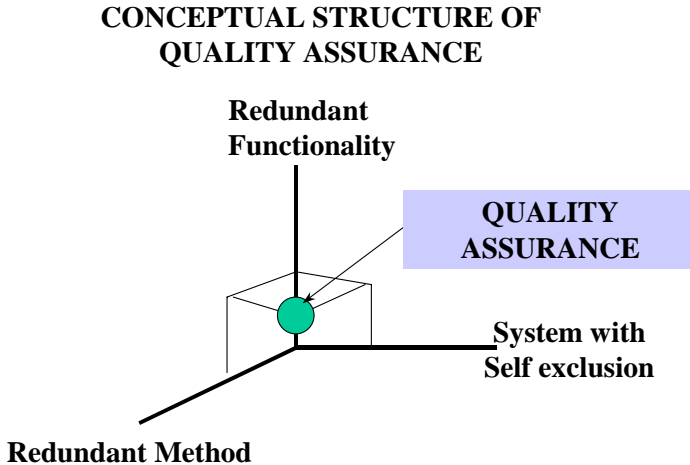 CONCEPTUAL STRUCTURE OF
QUALITY ASSURANCE
Redundant
Functionality
QUALITY
ASSURANCE
System with
Self exclusion
Redundant Method